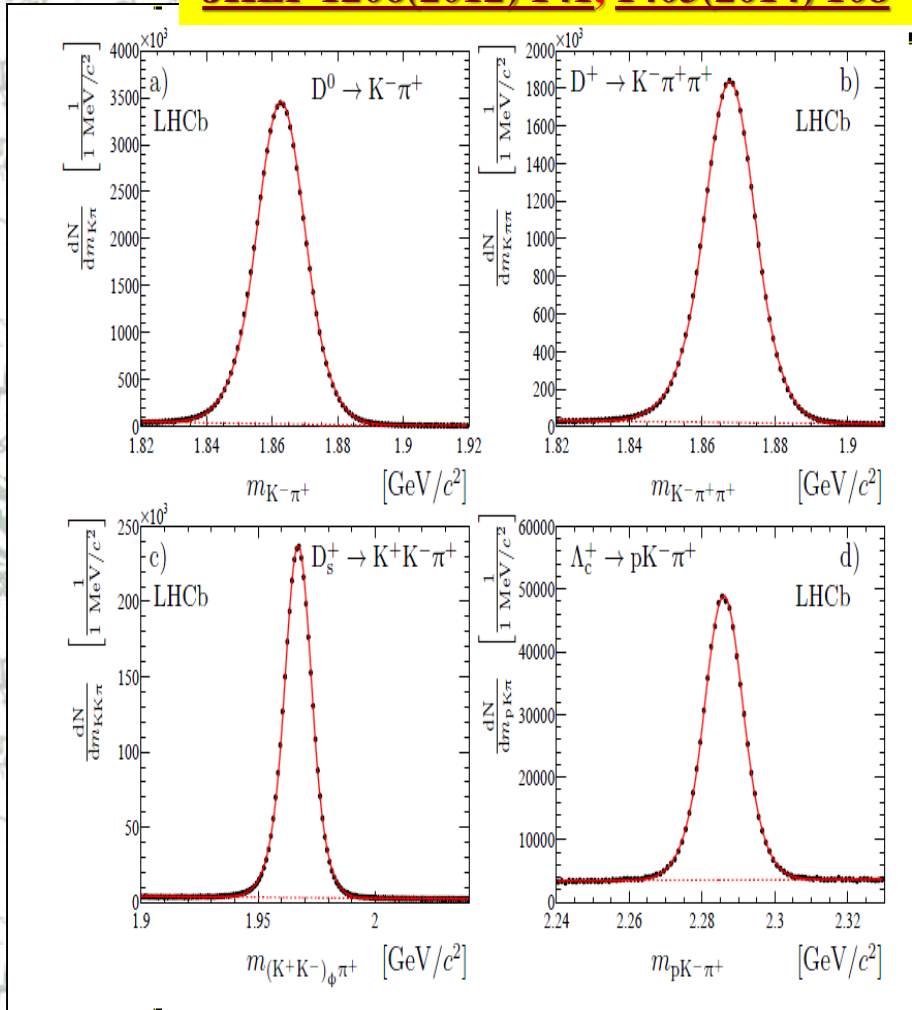 1206(2012) 141, 1403(2014) 108
4000 ×10³
3500
3000
2500
2000
1500
1000
500
0
a)
D⁰ → K⁻π⁺
LHCb
dN/dm_Kπ [1/1 MeV/c²]
1.82 1.84 1.86 1.88 1.9 1.92
m_K⁻π⁺ [GeV/c²]
2000 ×10³
1800
1600
1400
1200
1000
800
600
400
200
0
D⁺ → K⁻π⁺π⁺
b)
LHCb
dN/dm_Kππ [1/1 MeV/c²]
1.82 1.84 1.86 1.88 1.9
m_K⁻π⁺π⁺ [GeV/c²]
250 ×10³
200
150
100
50
0
c)
D_s⁺ → K⁺K⁻π⁺
LHCb
dN/dm_KKπ [1/1 MeV/c²]
1.9 1.95 2
m_(K⁺K⁻)_ϕπ⁺ [GeV/c²]
60000
50000
40000
30000
20000
10000
0
Λ_c⁺ → pK⁻π⁺
d)
LHCb
dN/dm_pKπ [1/1 MeV/c²]
2.24 2.26 2.28 2.3 2.32
m_pK⁻π⁺ [GeV/c²]